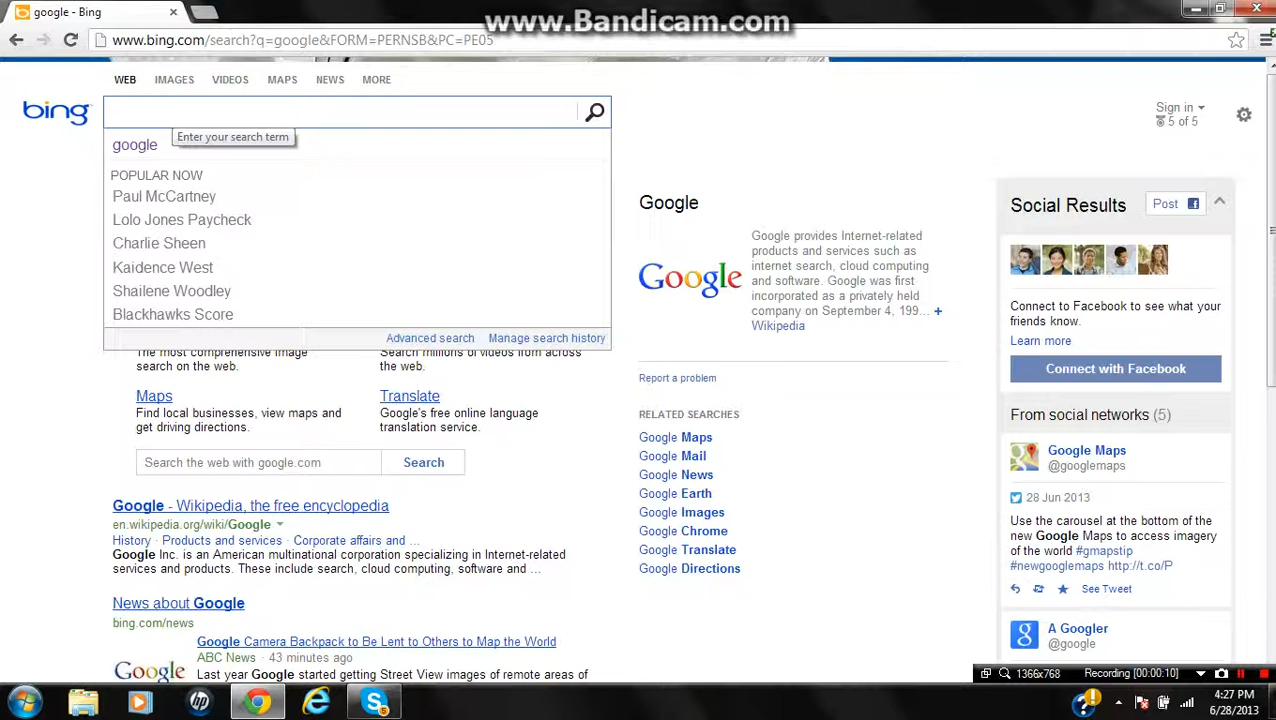 www.Bandicam.com
google - Bing
www.bing.com/search?q=google&FORM=PERNSB&PC=PE05
WEB IMAGES VIDEOS MAPS NEWS MORE
bing
Enter your search term
google
POPULAR NOW
Paul McCartney
Lolo Jones Paycheck
Charlie Sheen
Kaidence West
Shailene Woodley
Blackhawks Score
Advanced search Manage search history
The most comprehensive image
search on the web.
Search millions of videos from across
the web.
Maps
Find local businesses, view maps and
get driving directions.
Translate
Google's free online language
translation service.
Search the web with google.com
Search
Google - Wikipedia, the free encyclopedia
en.wikipedia.org/wiki/Google
History · Products and services · Corporate affairs and ...
Google Inc. is an American multinational corporation specializing in Internet-related
services and products. These include search, cloud computing, software and ...
News about Google
bing.com/news
Google Camera Backpack to Be Lent to Others to Map the World
ABC News · 43 minutes ago
Last year Google started getting Street View images of remote areas of
Google
Google
Google
Google provides Internet-related
products and services such as
internet search, cloud computing
and software. Google was first
incorporated as a privately held
company on September 4, 199... +
Wikipedia
Report a problem
RELATED SEARCHES
Google Maps
Google Mail
Google News
Google Earth
Google Images
Google Chrome
Google Translate
Google Directions
Sign in
5 of 5
Social Results
Post
Connect to Facebook to see what your
friends know.
Learn more
Connect with Facebook
From social networks (5)
Google Maps
@googlemaps
28 Jun 2013
Use the carousel at the bottom of the
new Google Maps to access imagery
of the world #gmapstip
#newgooglemaps http://t.co/P
See Tweet
A Googler
@google
1366x768 Recording [00:00:10]
4:27 PM
6/28/2013